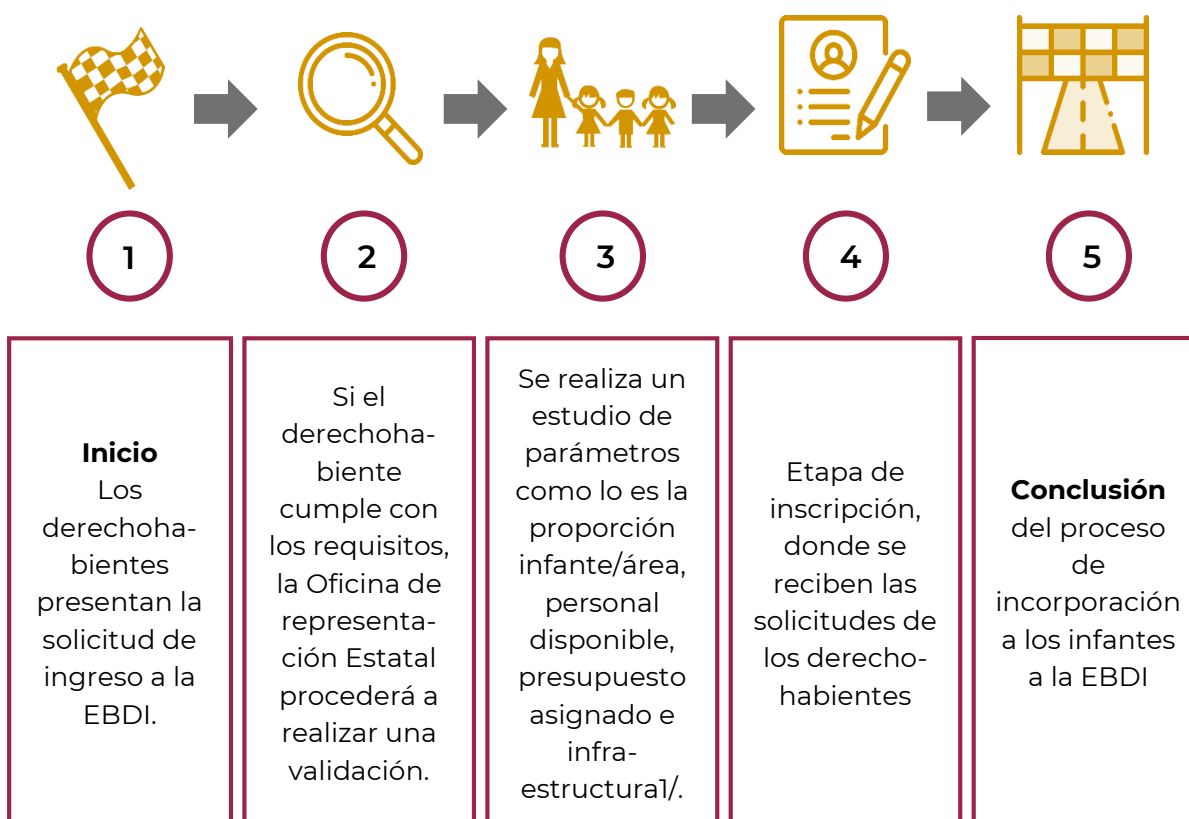 1
2
3
4
5
Inicio
Los
derechoha-
bientes
presentan la
solicitud de
ingreso a la
EBDI.
Si el
derechoha-
biente
cumple con
los requisitos,
la Oficina de
representa-
ción Estatal
procederá a
realizar una
validación.
Se realiza un
estudio de
parámetros
como lo es la
proporción
infante/área,
personal
disponible,
presupuesto
asignado e
infra-
estructura1/.
Etapa de
inscripción,
donde se
reciben las
solicitudes de
los derecho-
habientes
Conclusión
del proceso
de
incorporación
a los infantes
a la EBDI